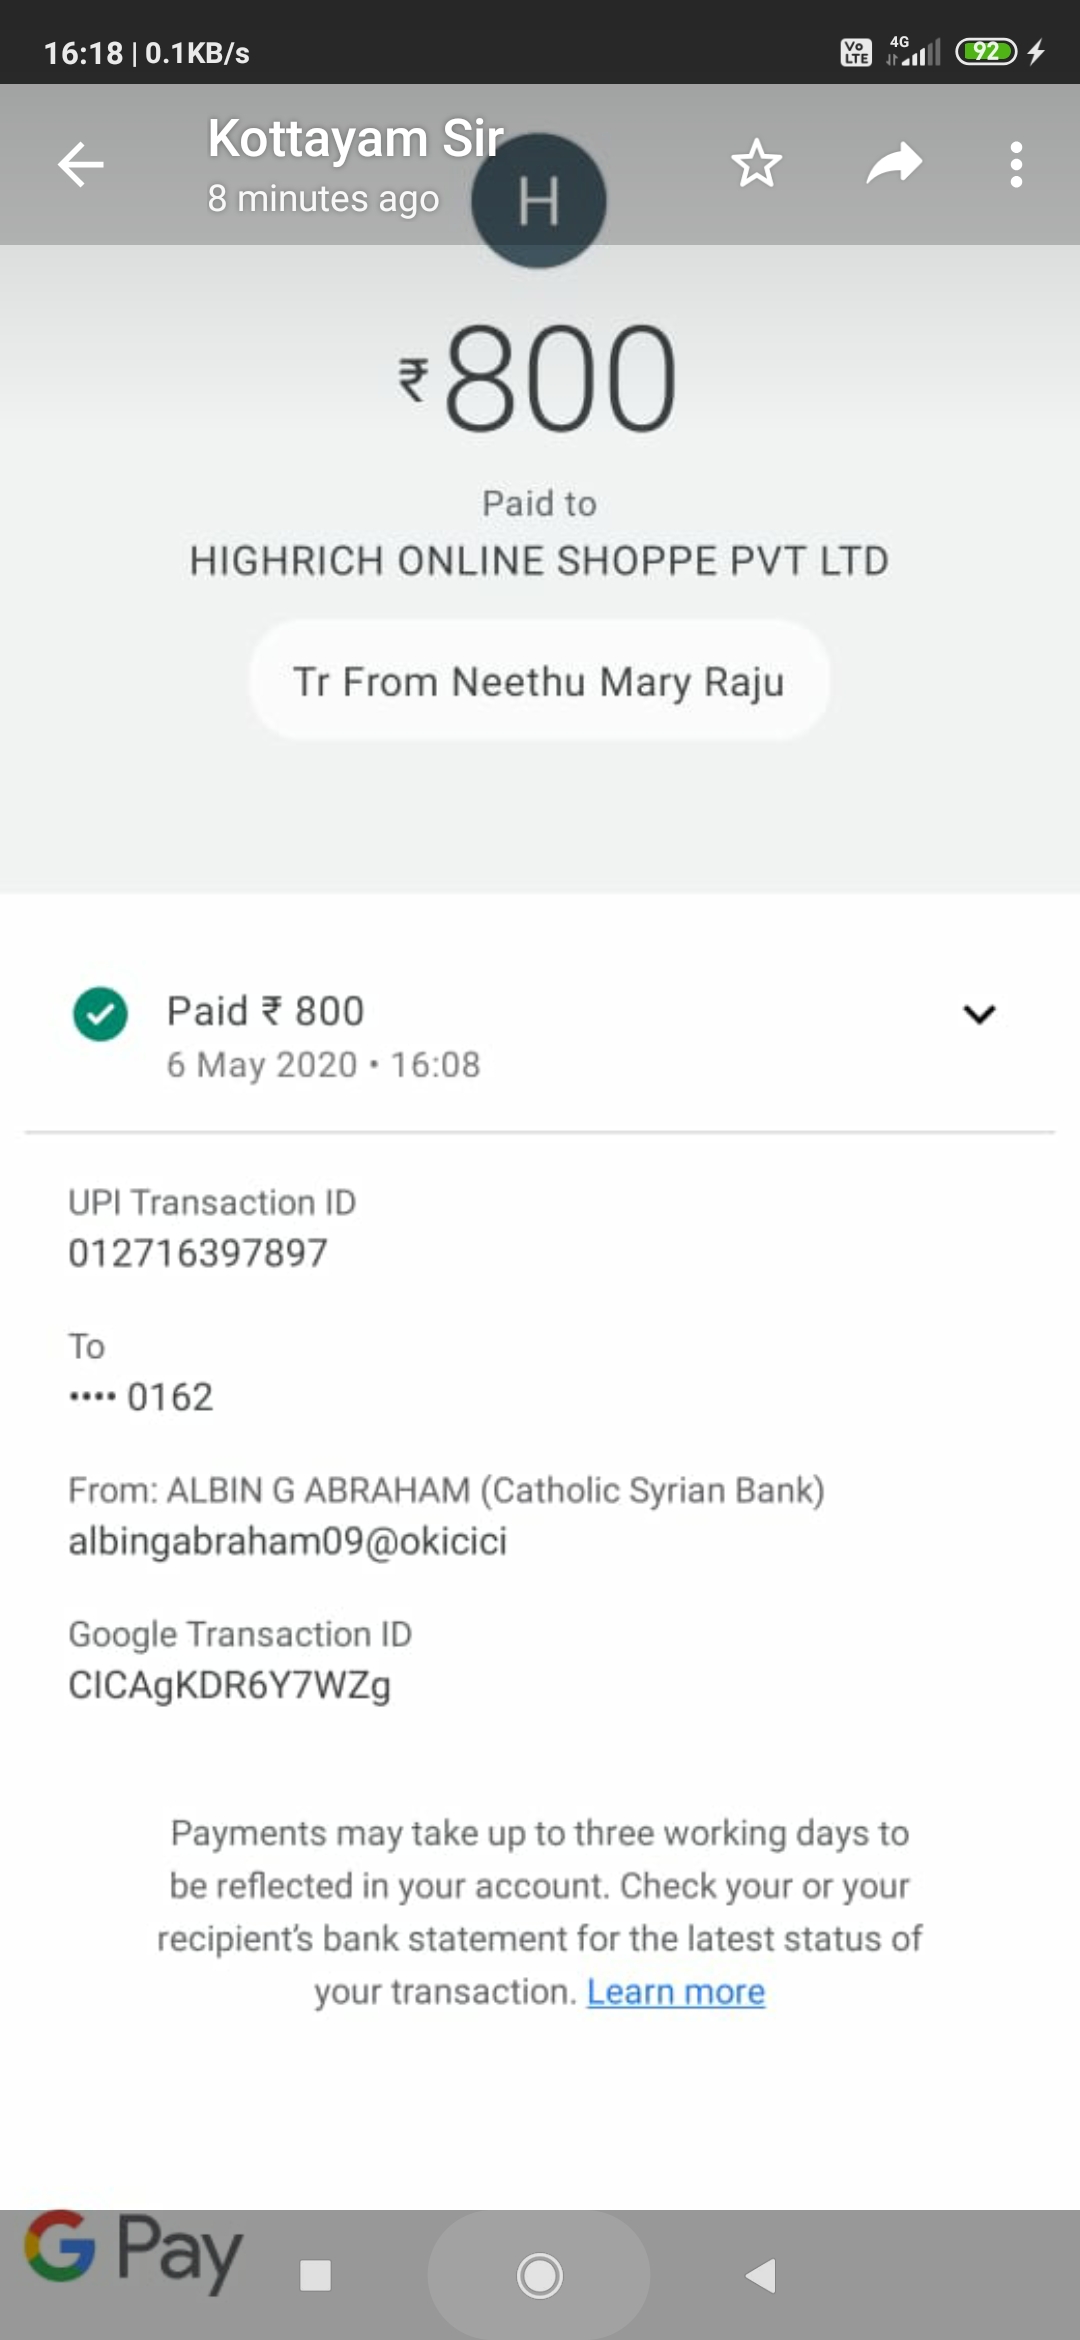 16:18 | 0.1KB/s
Vo LTE 4G 92
Kottayam Sir
8 minutes ago
H
₹800
Paid to
HIGHRICH ONLINE SHOPPE PVT LTD
Tr From Neethu Mary Raju
Paid ₹ 800
6 May 2020 • 16:08
UPI Transaction ID
012716397897
To
•••• 0162
From: ALBIN G ABRAHAM (Catholic Syrian Bank)
albingabraham09@okicici
Google Transaction ID
CICAgKDR6Y7WZg
Payments may take up to three working days to
be reflected in your account. Check your or your
recipient's bank statement for the latest status of
your transaction. Learn more
G Pay